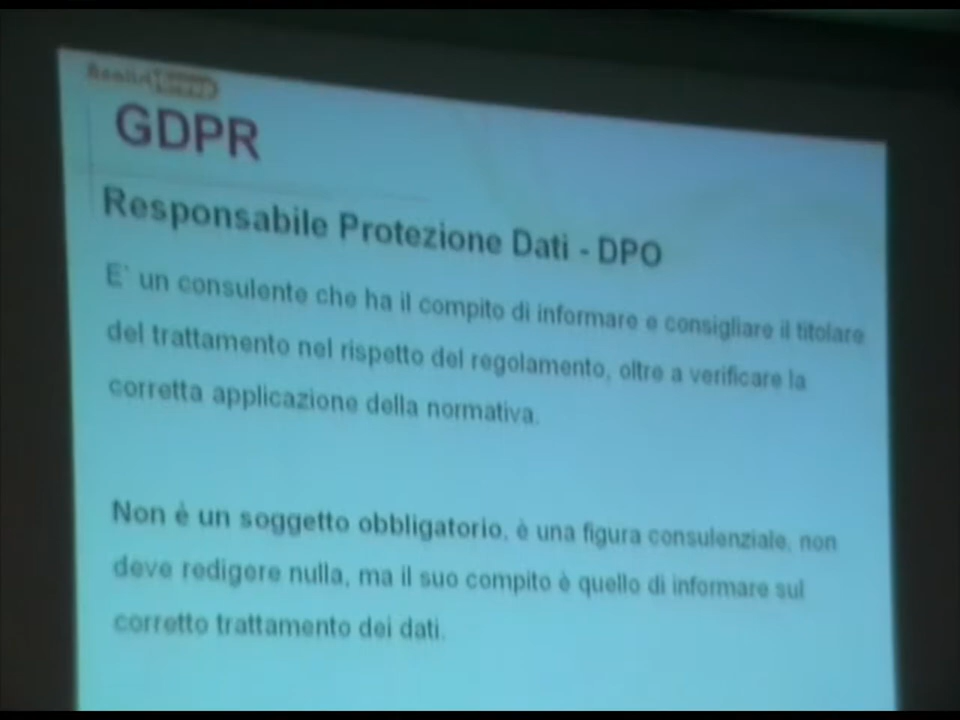 GDPR
Responsabile Protezione Dati - DPO
E` un consulente che ha il compito di informare e consigliare il titolare
del trattamento nel rispetto del regolamento, oltre a verificare la
corretta applicazione della normativa.
Non è un soggetto obbligatorio, è una figura consulenziale, non
deve redigere nulla, ma il suo compito è quello di informare sul
corretto trattamento dei dati.